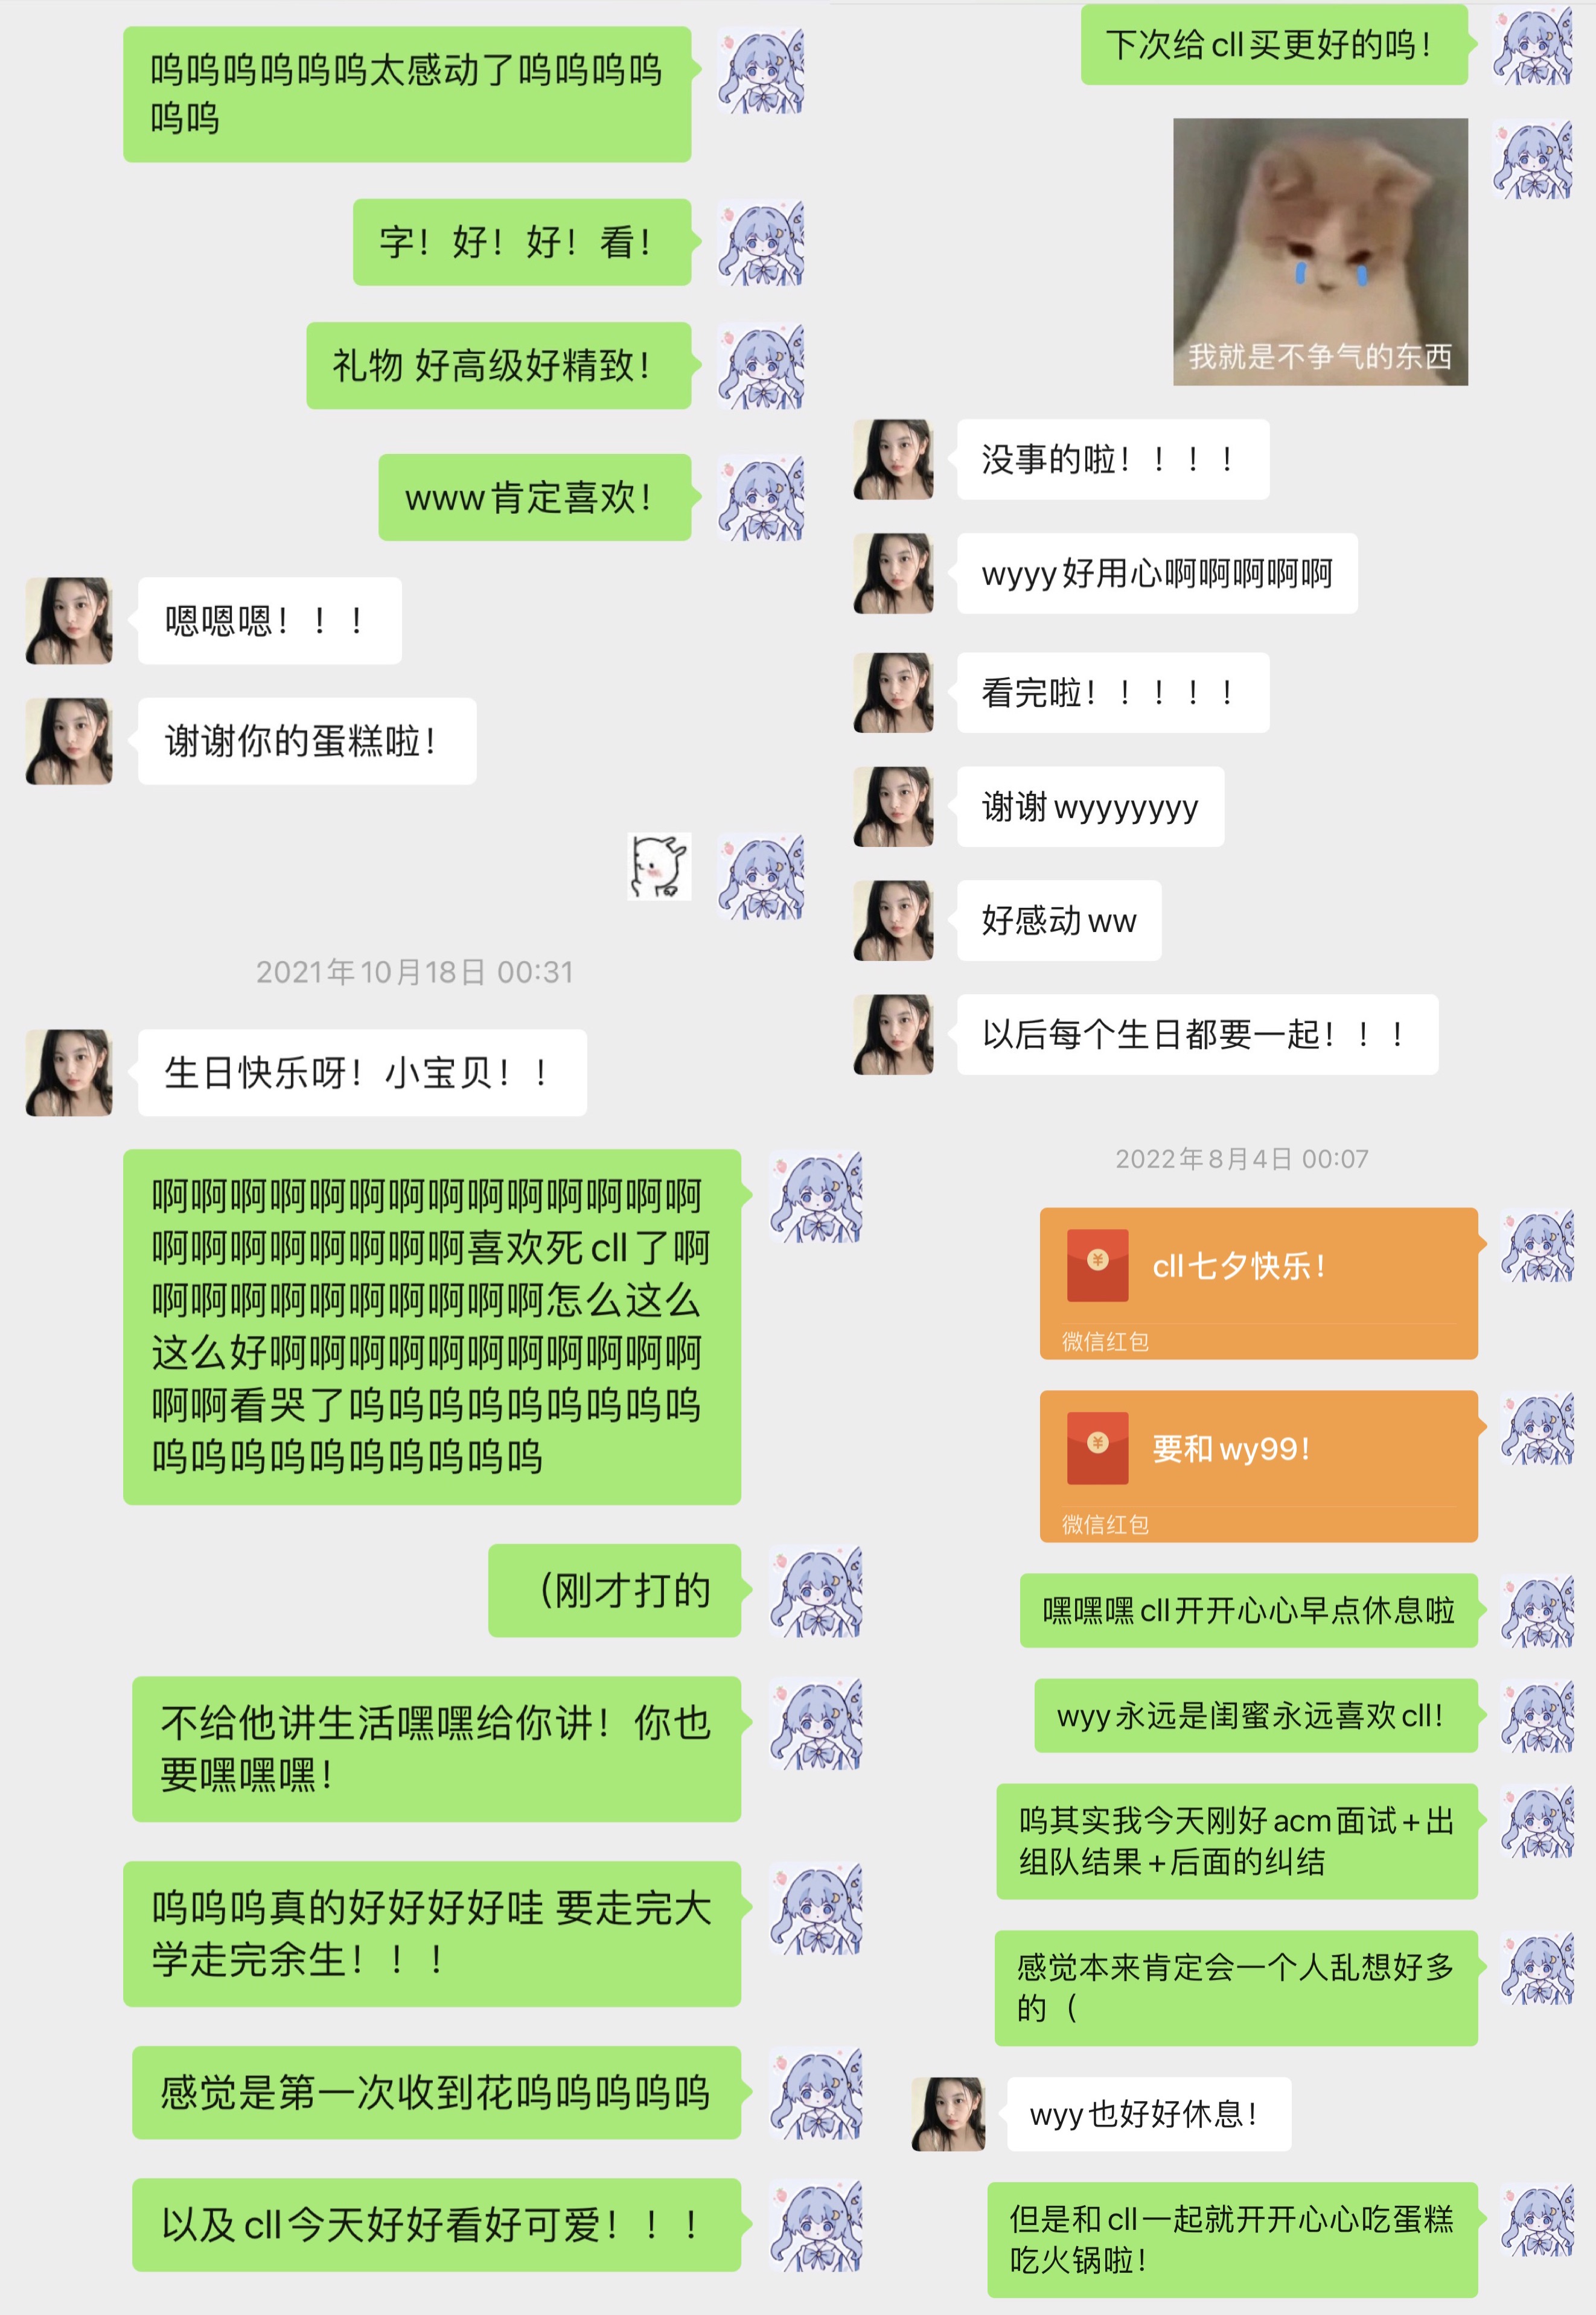 呜呜呜呜呜呜太感动了呜呜呜呜
呜呜
字！好！好！看！
礼物 好高级好精致！
www肯定喜欢！
嗯嗯嗯！！！
谢谢你的蛋糕啦！
2021年10月18日 00:31
生日快乐呀！小宝贝！！
啊啊啊啊啊啊啊啊啊啊啊啊啊啊
啊啊啊啊啊啊啊啊喜欢死cll了啊
啊啊啊啊啊啊啊啊啊啊怎么这么
这么好啊啊啊啊啊啊啊啊啊啊啊
啊啊看哭了呜呜呜呜呜呜呜呜呜
呜呜呜呜呜呜呜呜呜呜
（刚才打的
不给他讲生活嘿嘿给你讲！你也
要嘿嘿嘿！
呜呜呜真的好好好好哇 要走完大
学走完余生！！！
感觉是第一次收到花呜呜呜呜呜
以及cll今天好好看好可爱！！！
下次给cll买更好的呜！
我就是不争气的东西
没事的啦！！！！
wyyy好用心啊啊啊啊啊
看完啦！！！！！
谢谢wyyyyyyy
好感动ww
以后每个生日都要一起！！！
2022年8月4日 00:07
cll七夕快乐！
微信红包
要和wy99！
微信红包
嘿嘿嘿cll开开心心早点休息啦
wyy永远是闺蜜永远喜欢cll！
呜其实我今天刚好acm面试+出
组队结果+后面的纠结
感觉本来肯定会一个人乱想好多
的（
wyy也好好休息！
但是和cll一起就开开心心吃蛋糕
吃火锅啦！